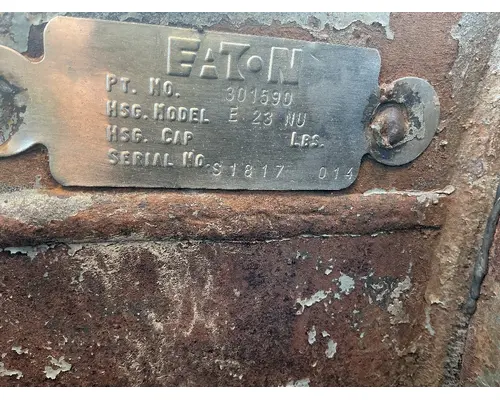 EATON
PT. NO. 301590
HSG. MODEL E 23 NU
HSG. CAP LBS.
SERIAL NO. S1817 014